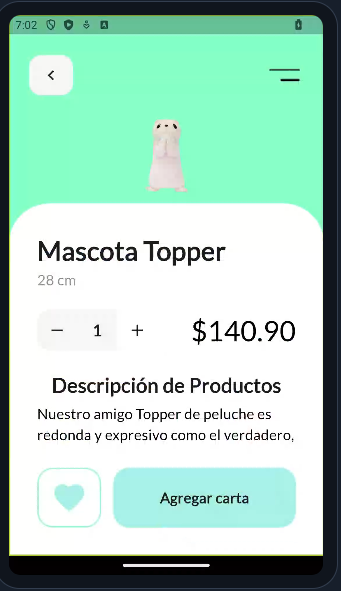 7:02
Mascota Topper
28 cm
− 1 + $140.90
Descripción de Productos
Nuestro amigo Topper de peluche es
redonda y expresivo como el verdadero,
Agregar carta